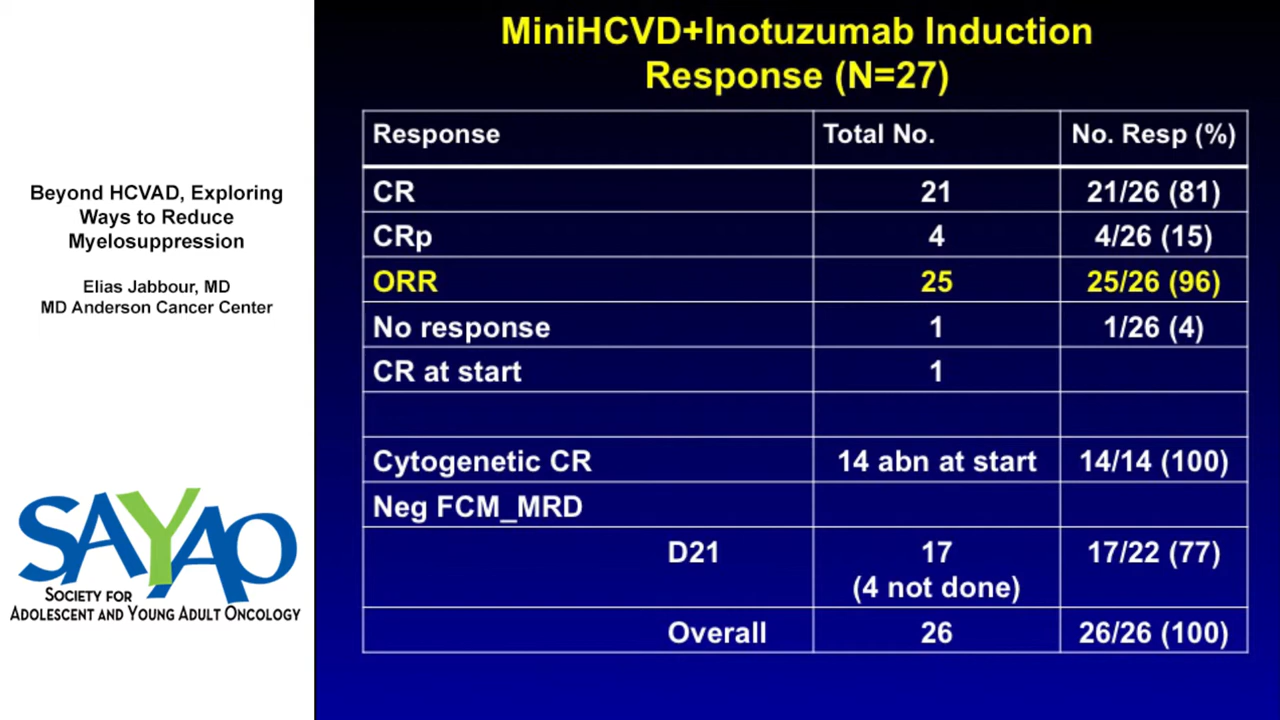 Beyond HCVAD, Exploring
Ways to Reduce
Myelosuppression
Elias Jabbour, MD
MD Anderson Cancer Center
SAYAO
SOCIETY FOR
ADOLESCENT AND YOUNG ADULT ONCOLOGY
MiniHCVD+Inotuzumab Induction
Response (N=27)
Response Total No. No. Resp (%)
CR 21 21/26 (81)
CRp 4 4/26 (15)
ORR 25 25/26 (96)
No response 1 1/26 (4)
CR at start 1
Cytogenetic CR 14 abn at start 14/14 (100)
Neg FCM_MRD
D21 17 17/22 (77)
(4 not done)
Overall 26 26/26 (100)